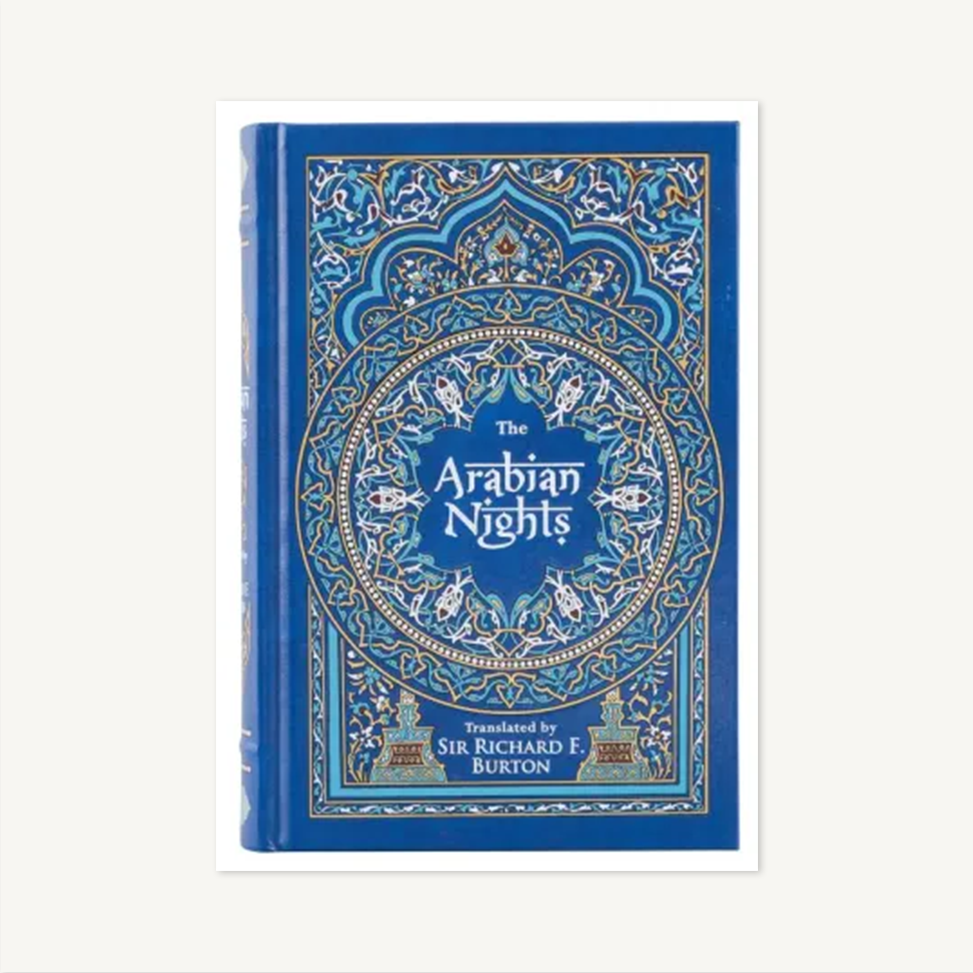 The
Arabian
Nights
Translated by
SIR RICHARD F.
BURTON